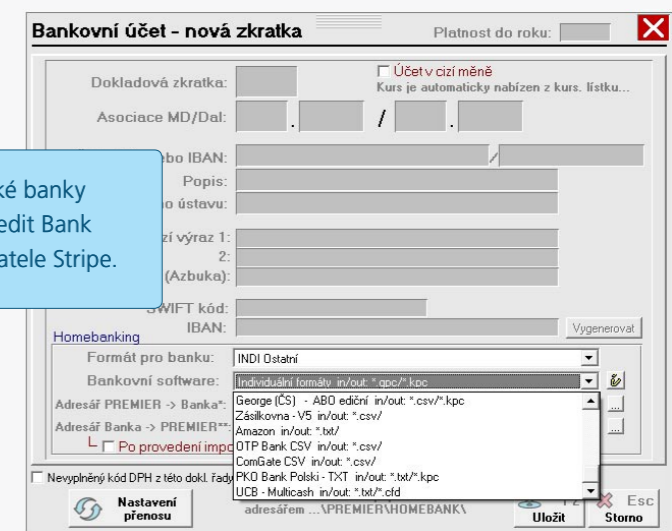 Bankovní účet - nová zkratka
Platnost do roku:
Dokladová zkratka:
Účet v cizí měně
Kurs je automaticky nabízen z kurs. lístku...
Asociace MD/Dal:
. / .
ebo IBAN: /
ké banky
Popis:
o ústavu:
edit Bank
zí výraz 1:
atele Stripe.
2:
(Azbuka):
SWIFT kód:
IBAN:
Vygenerovat
Homebanking
Formát pro banku: INDI Ostatní
Bankovní software: Individuální formáty in/out: *.gpc/*.kpc
Adresář PREMIER -> Banka*: ...
Adresář Banka -> PREMIER**: ...
Po provedení impo
George (ČS) - ABO ediční in/out: *.csv/*.kpc
Zásilkovna - V5 in/out: *.csv/
Amazon in/out: *.txt/
OTP Bank CSV in/out: *.csv/
ComGate CSV in/out: *.csv/
PKO Bank Polski - TXT in/out: *.txt/*.kpc
UCB - Multicash in/out: *.txt/*.cfd
Nevyplněný kód DPH z této dokl. řady
Nastavení přenosu
adresářem ...\PREMIER\HOMEBANK\
Uložit
Esc
Storno